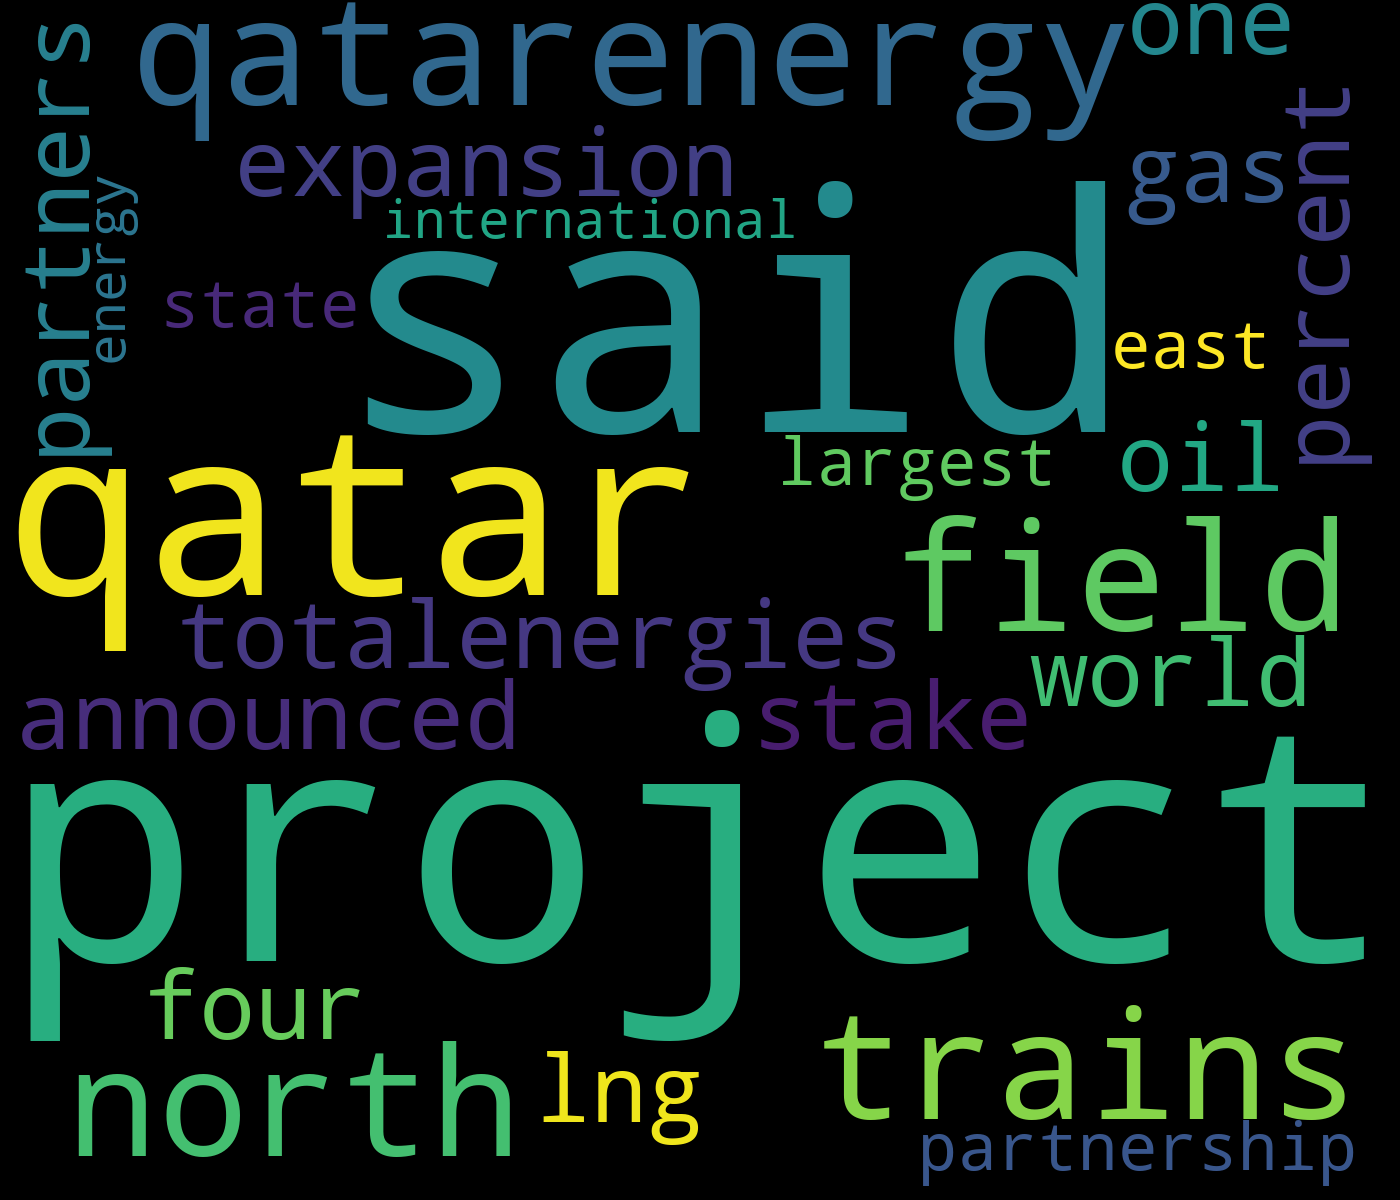 partners
qatarenergy
one
expansion
gas
percent
energy
international
said
state
east
qatar
largest
oil
field
totalenergies
world
announced
stake
project
four
trains
north
lng
partnership